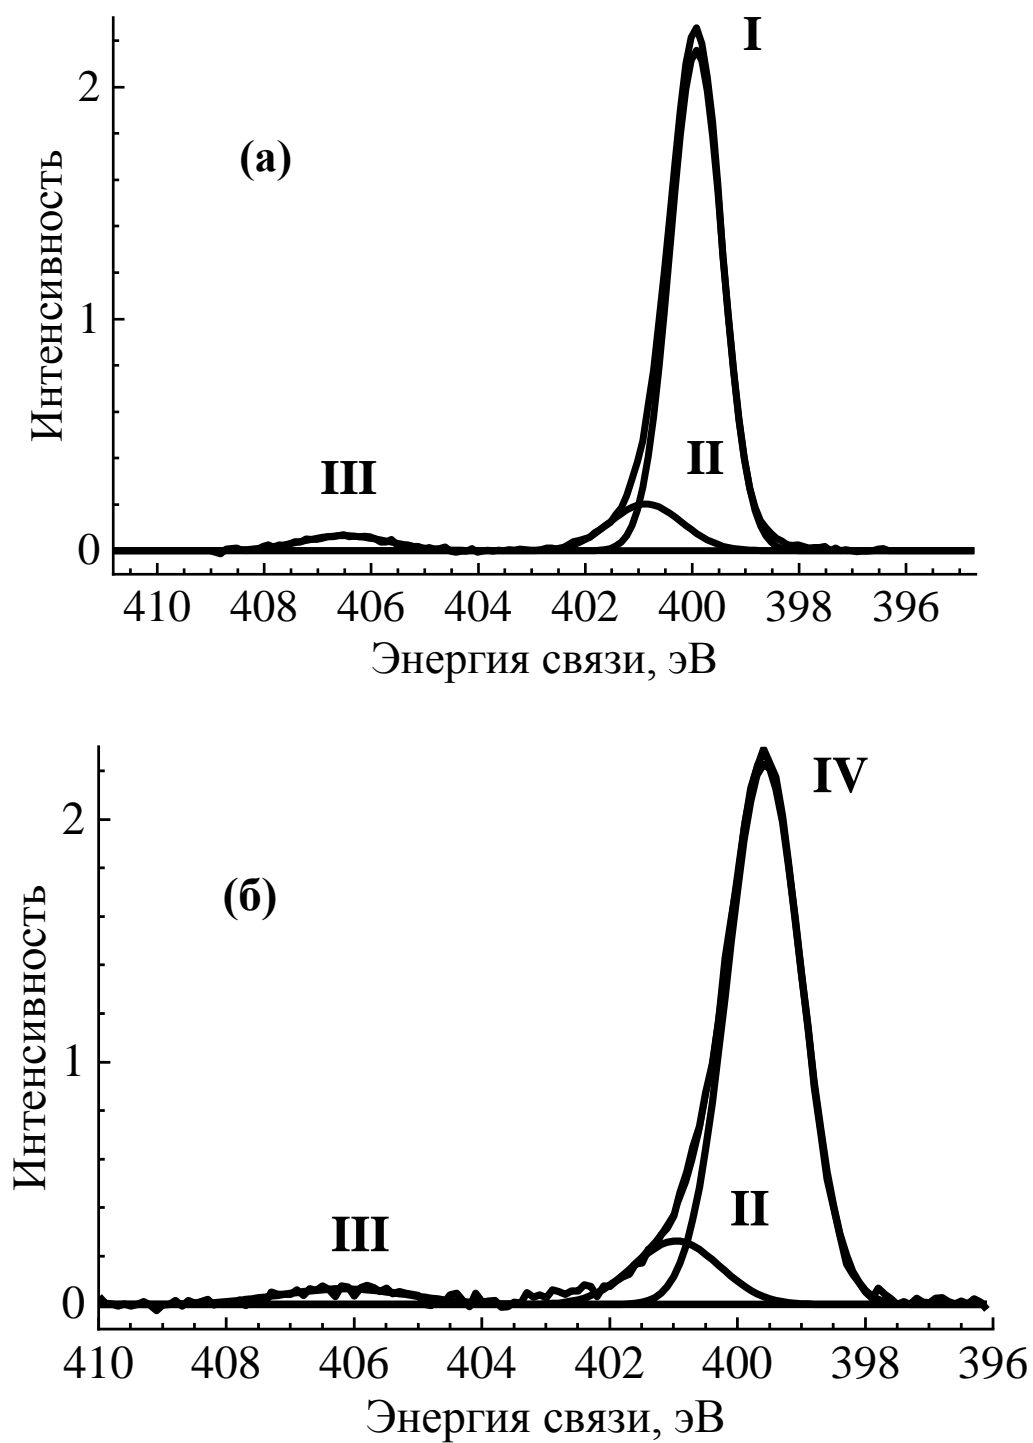 I
2
(а)
Интенсивность
1
II
III
0
410 408 406 404 402 400 398 396
Энергия связи, эВ
IV
2
(б)
Интенсивность
1
II
III
0
410 408 406 404 402 400 398 396
Энергия связи, эВ